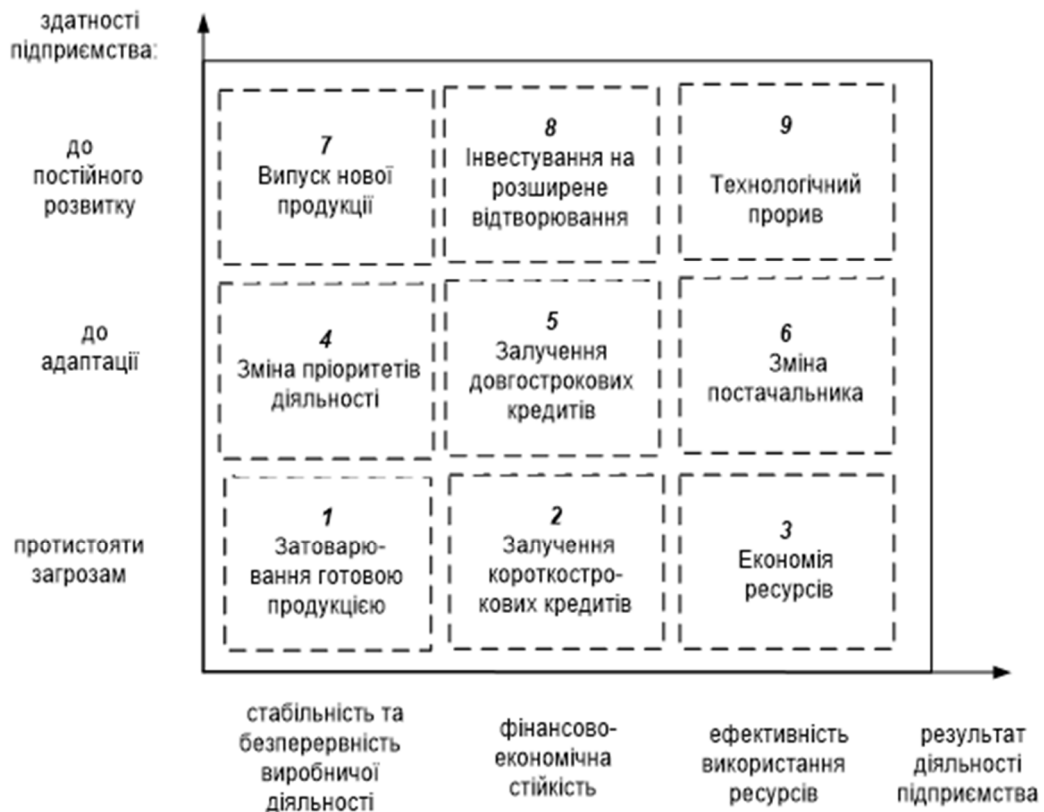 здатності
підприємства:
до
постійного
розвитку
7
Випуск нової
продукції
8
Інвестування на
розширене
відтворювання
9
Технологічний
прорив
до
адаптації
4
Зміна пріоритетів
діяльності
5
Залучення
довгострокових
кредитів
6
Зміна
постачальника
протистояти
загрозам
1
Затоварю-
вання готовою
продукцією
2
Залучення
короткостро-
кових кредитів
3
Економія
ресурсів
стабільність та
безперервність
виробничої
діяльності
фінансово-
економічна
стійкість
ефективність
використання
ресурсів
результат
діяльності
підприємства